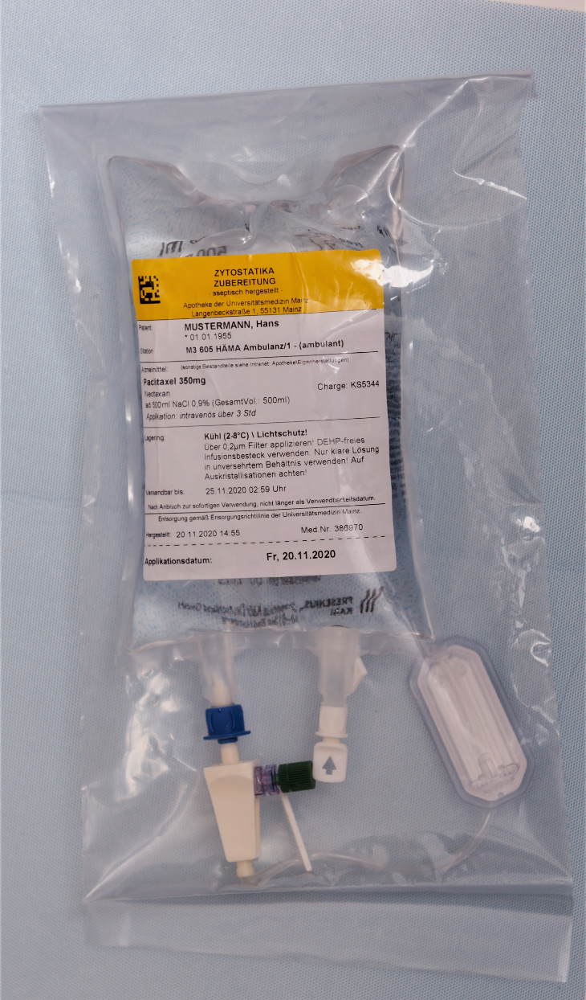 ZYTOSTATIKA
ZUBEREITUNG
- aseptisch hergestellt -
Apotheke der Universitätsmedizin Mainz
Langenbeckstraße 1, 55131 Mainz
Patient: MUSTERMANN, Hans
* 01.01.1955
Station: M3 605 HÄMA Ambulanz/1 - (ambulant)
Arzneimittel: (sonstige Bestandteile siehe Intranet: Apotheke\Eigenherstellungen)
Paclitaxel 350mg
Neotaxan Charge: KS5344
ad 500ml NaCl 0,9% (GesamtVol.: 500ml)
Applikation: intravenös über 3 Std
Lagerung: Kühl (2-8°C) \ Lichtschutz!
Über 0,2µm Filter applizieren! DEHP-freies
Infusionsbesteck verwenden. Nur klare Lösung
in unversehrtem Behältnis verwenden! Auf
Auskristallisationen achten!
Verwendbar bis: 25.11.2020 02:59 Uhr
Nach Anbruch zur sofortigen Verwendung, nicht länger als Verwendbarkeitsdatum.
Entsorgung gemäß Ensorgungsrichtlinie der Universitätsmedizin Mainz.
Hergestellt: 20.11.2020 14:55 Med.Nr. 386970
Applikationsdatum: Fr, 20.11.2020
FRESENIUS
KABI